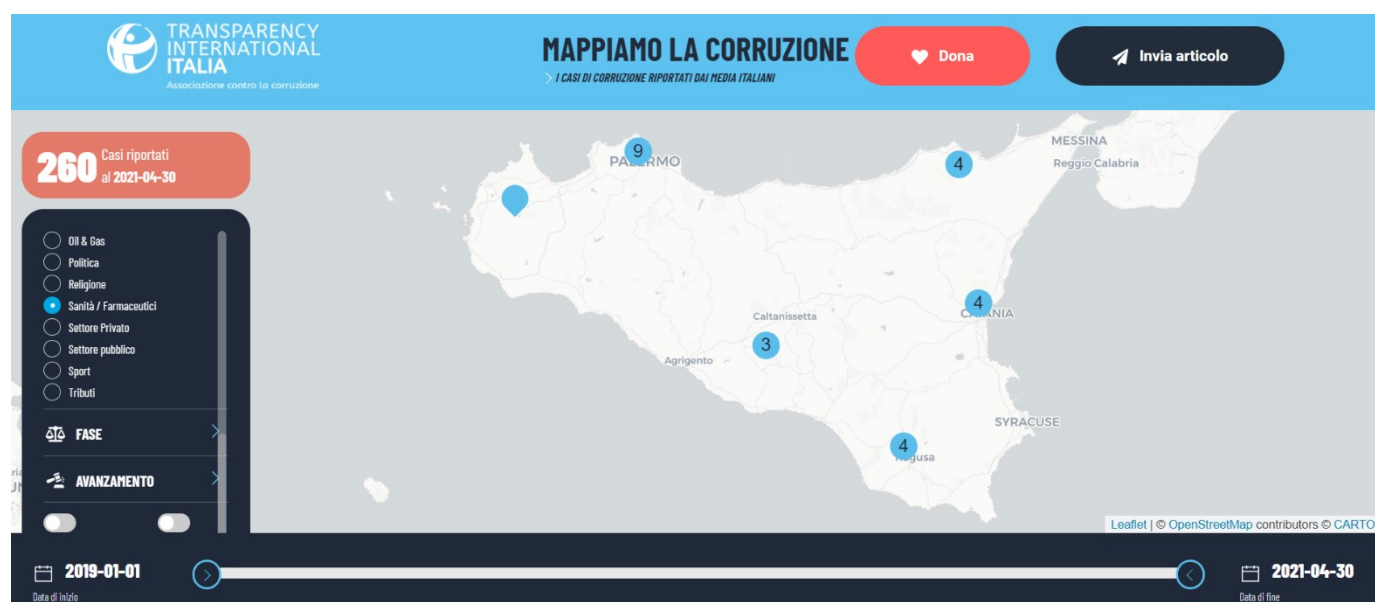 TRANSPARENCY
INTERNATIONAL
ITALIA
Associazione contro la corruzione
MAPPIAMO LA CORRUZIONE
I CASI DI CORRUZIONE RIPORTATI DAI MEDIA ITALIANI
Dona
Invia articolo
260 Casi riportati
al 2021-04-30
Oil & Gas
Politica
Religione
Sanità / Farmaceutici
Settore Privato
Settore pubblico
Sport
Tributi
FASE
AVANZAMENTO
9
PALERMO
4
MESSINA
Reggio Calabria
4
CATANIA
Caltanissetta
3
Agrigento
SYRACUSE
4
Ragusa
Leaflet | © OpenStreetMap contributors © CARTO
2019-01-01
Data di inizio
2021-04-30
Data di fine